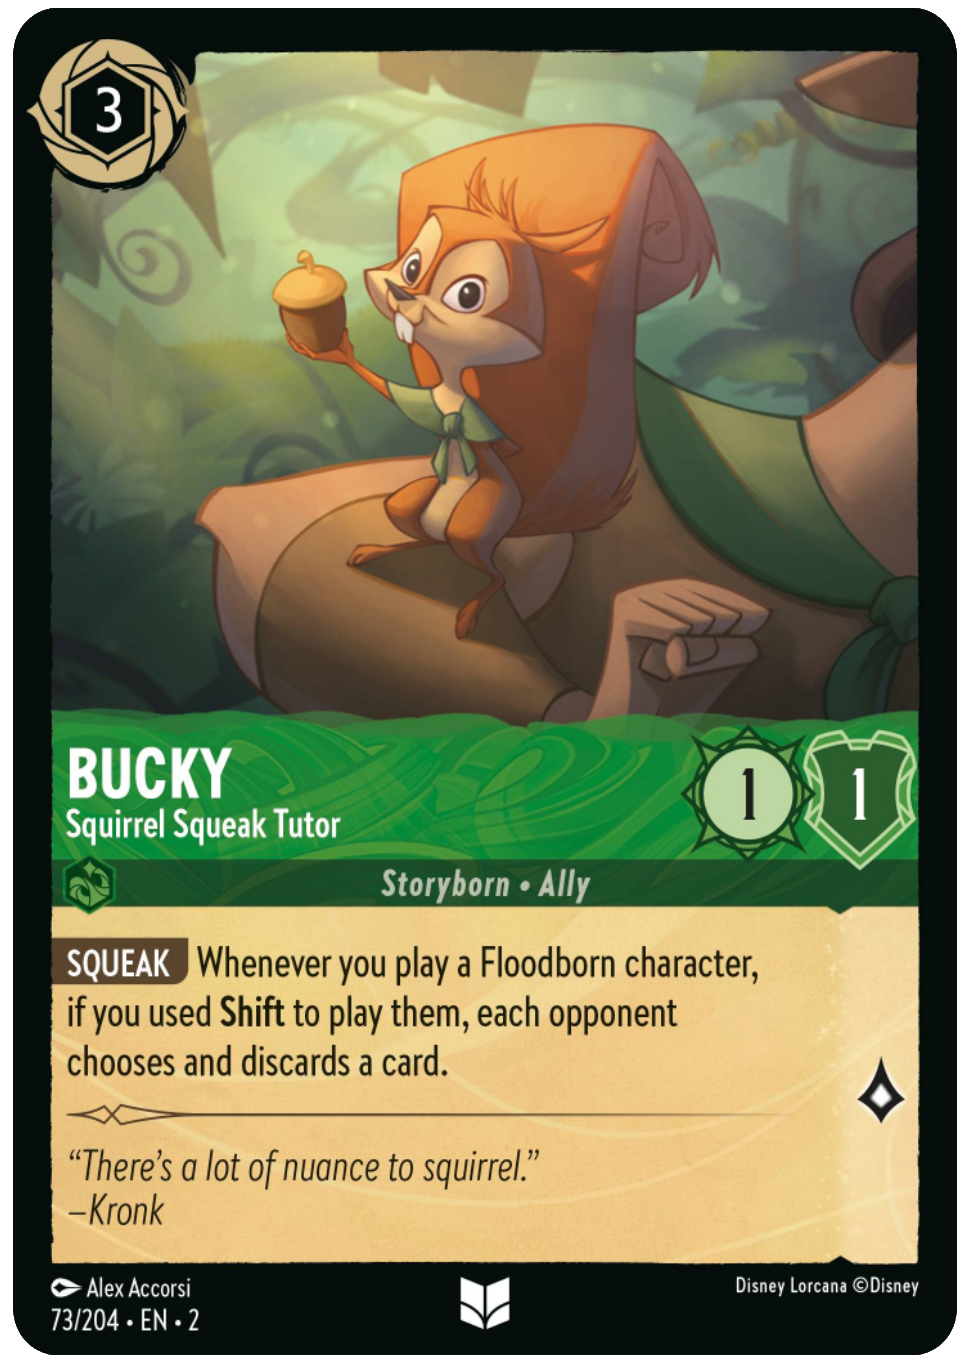 3
BUCKY
Squirrel Squeak Tutor
1
1
Storyborn • Ally
SQUEAK Whenever you play a Floodborn character,
if you used Shift to play them, each opponent
chooses and discards a card.
“There’s a lot of nuance to squirrel.”
–Kronk
Alex Accorsi
73/204 • EN • 2
Disney Lorcana ©Disney